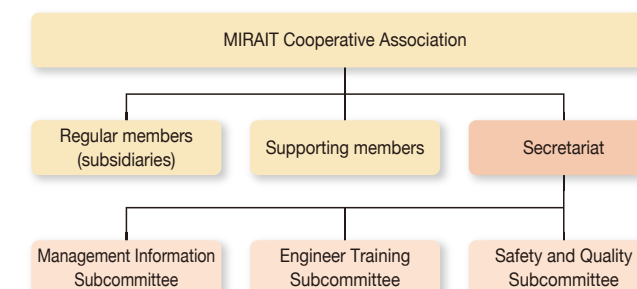 MIRAIT Cooperative Association
Regular members
(subsidiaries)
Supporting members
Secretariat
Management Information
Subcommittee
Engineer Training
Subcommittee
Safety and Quality
Subcommittee